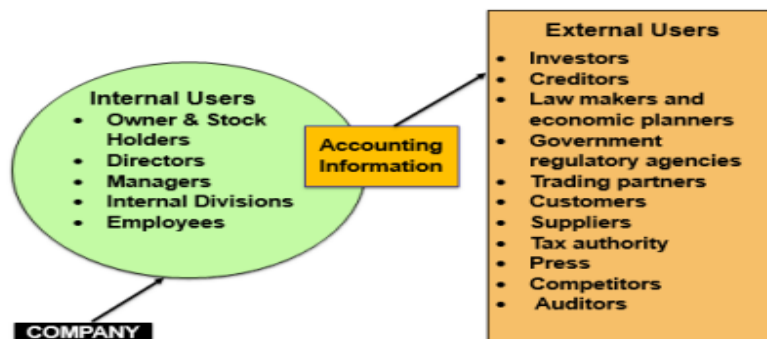 Internal Users
• Owner & Stock
Holders
• Directors
• Managers
• Internal Divisions
• Employees
COMPANY
Accounting
Information
External Users
• Investors
• Creditors
• Law makers and
economic planners
• Government
regulatory agencies
• Trading partners
• Customers
• Suppliers
• Tax authority
• Press
• Competitors
• Auditors